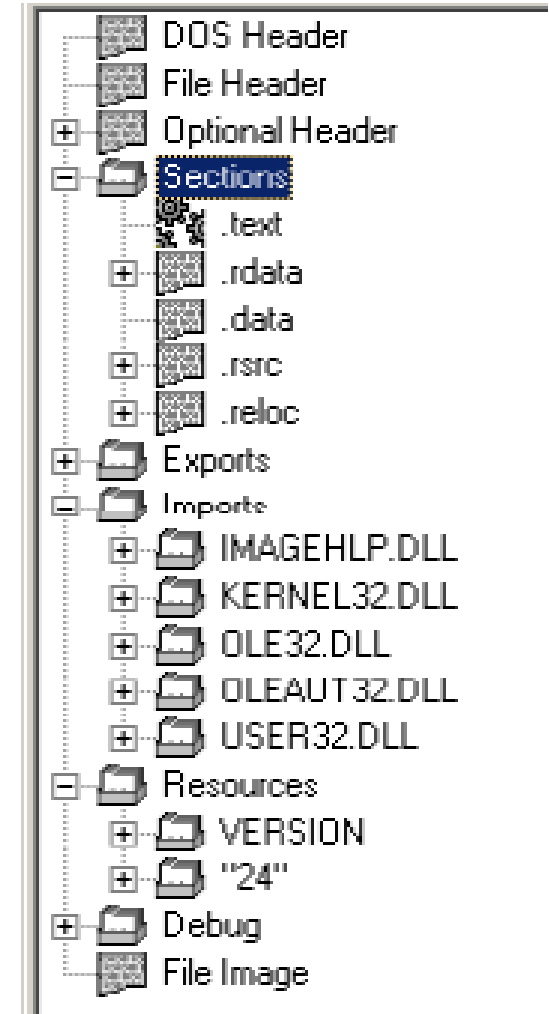 DOS Header
File Header
Optional Header
Sections
.text
.rdata
.data
.rsrc
.reloc
Exports
Imports
IMAGEHLP.DLL
KERNEL32.DLL
OLE32.DLL
OLEAUT32.DLL
USER32.DLL
Resources
VERSION
"24"
Debug
File Image